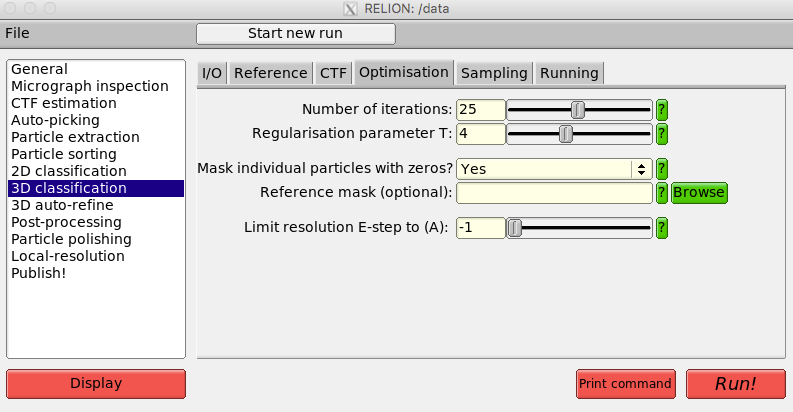 RELION: /data
File
Start new run
General
Micrograph inspection
CTF estimation
Auto-picking
Particle extraction
Particle sorting
2D classification
3D classification
3D auto-refine
Post-processing
Particle polishing
Local-resolution
Publish!
I/O Reference CTF Optimisation Sampling Running
Number of iterations: 25 ?
Regularisation parameter T: 4 ?
Mask individual particles with zeros? Yes ?
Reference mask (optional): ? Browse
Limit resolution E-step to (A): -1 ?
Display
Print command
Run!